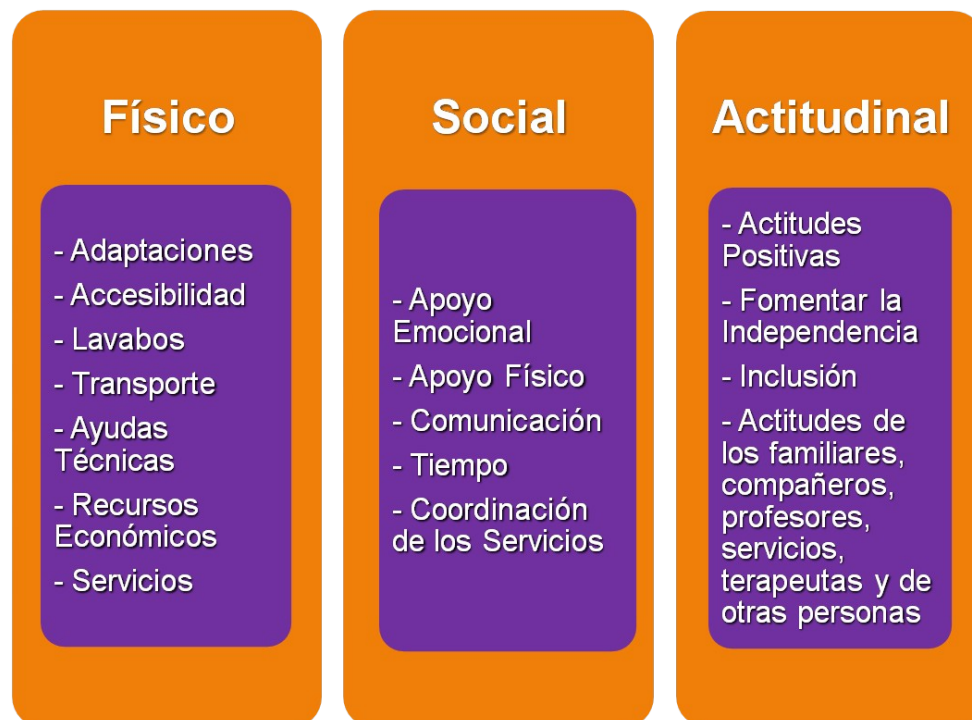 Físico
- Adaptaciones
- Accesibilidad
- Lavabos
- Transporte
- Ayudas
Técnicas
- Recursos
Económicos
- Servicios
Social
- Apoyo
Emocional
- Apoyo Físico
- Comunicación
- Tiempo
- Coordinación
de los Servicios
Actitudinal
- Actitudes
Positivas
- Fomentar la
Independencia
- Inclusión
- Actitudes de
los familiares,
compañeros,
profesores,
servicios,
terapeutas y de
otras personas